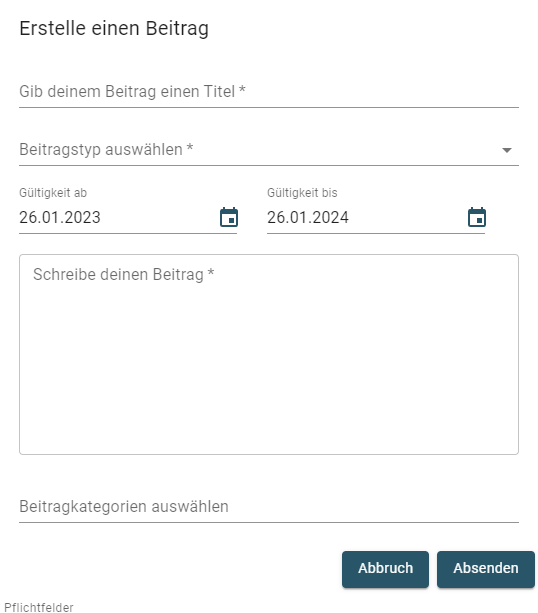 Erstelle einen Beitrag
Gib deinem Beitrag einen Titel *
Beitragstyp auswählen *
Gültigkeit ab Gültigkeit bis
26.01.2023 26.01.2024
Schreibe deinen Beitrag *
Beitragkategorien auswählen
Abbruch Absenden
Pflichtfelder